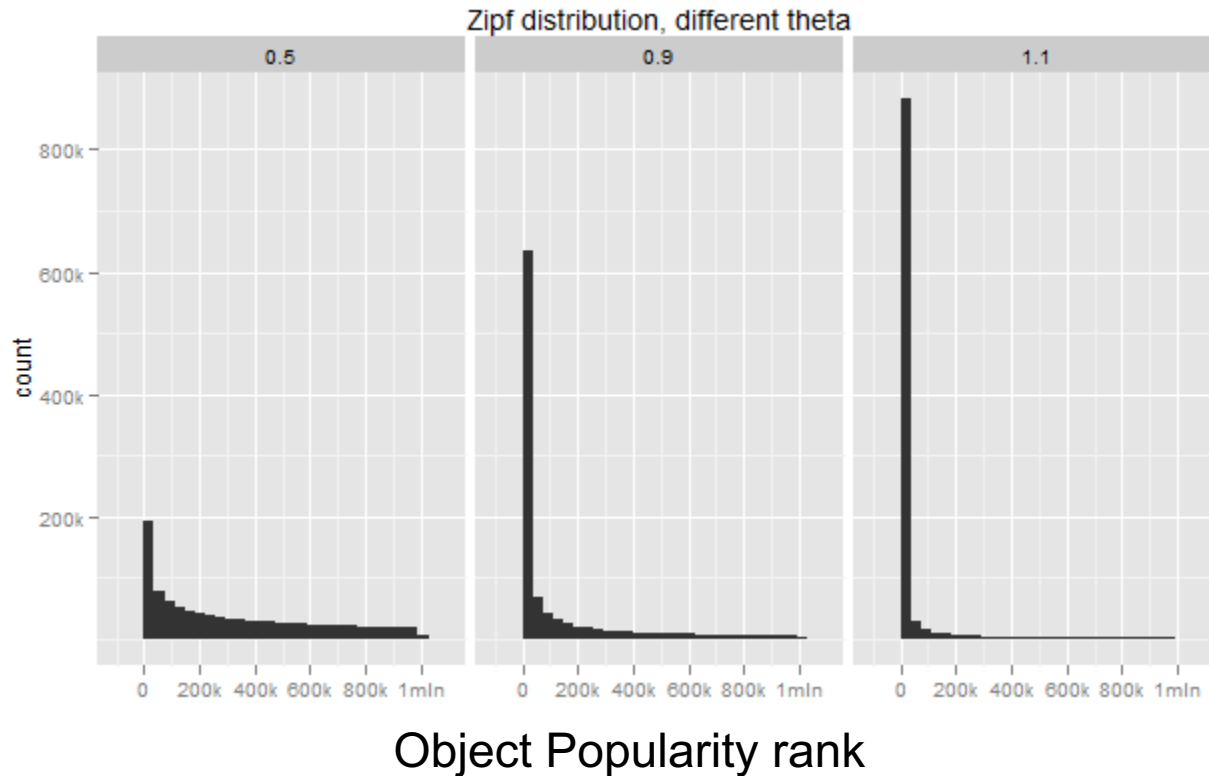 Zipf distribution, different theta
0.5 0.9 1.1
800k
600k
400k
200k
count
0 200k 400k 600k 800k 1mln 0 200k 400k 600k 800k 1mln 0 200k 400k 600k 800k 1mln
Object Popularity rank